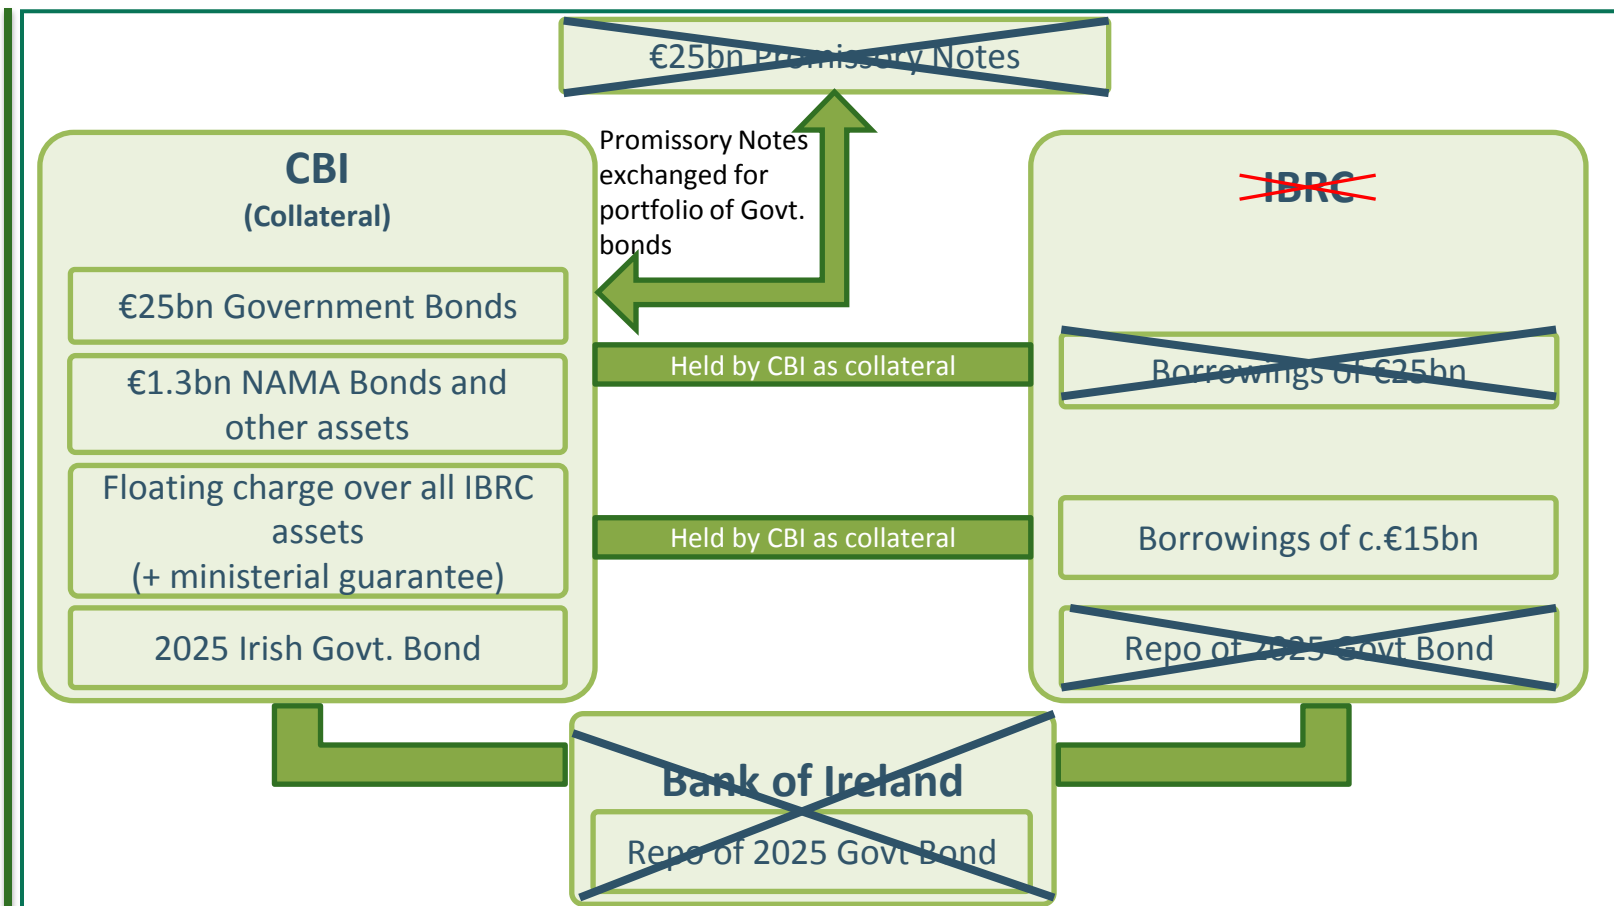 €25bn Promissory Notes
Promissory Notes
exchanged for
portfolio of Govt.
bonds
CBI
(Collateral)
€25bn Government Bonds
€1.3bn NAMA Bonds and
other assets
Floating charge over all IBRC
assets
(+ ministerial guarantee)
2025 Irish Govt. Bond
Held by CBI as collateral
Held by CBI as collateral
IBRC
Borrowings of €25bn
Borrowings of c.€15bn
Repo of 2025 Govt Bond
Bank of Ireland
Repo of 2025 Govt Bond